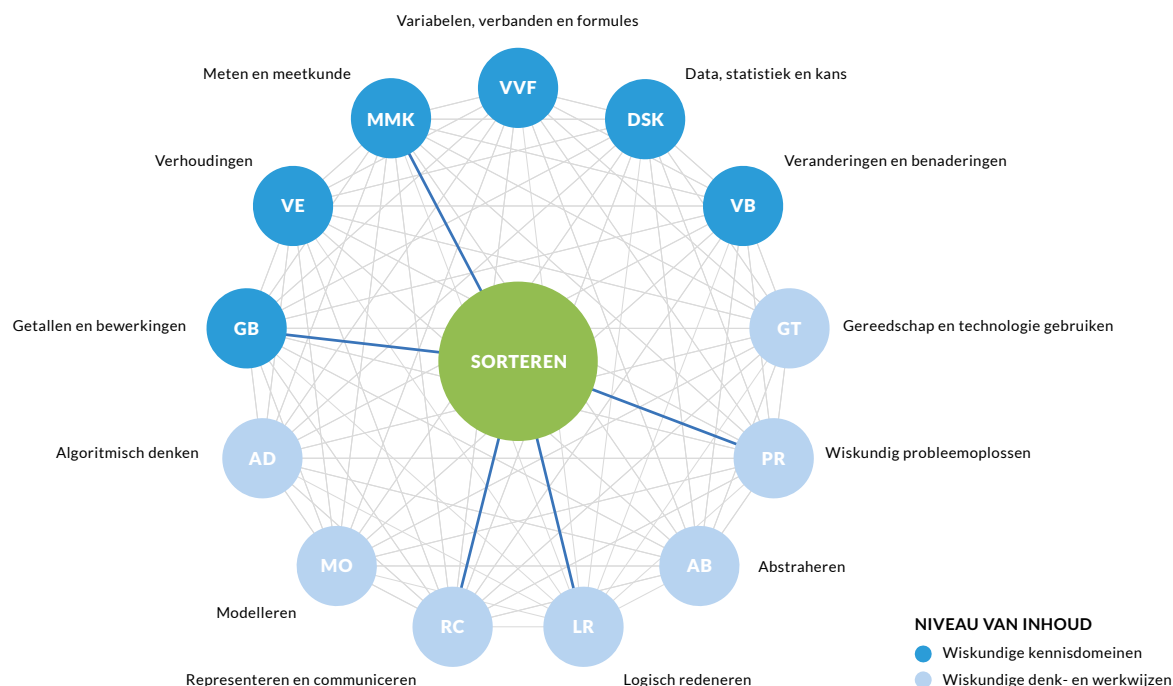 Variabelen, verbanden en formules
Meten en meetkunde
Data, statistiek en kans
VVF
MMK
DSK
Verhoudingen
Veranderingen en benaderingen
VE
VB
Getallen en bewerkingen
GB
GT
Gereedschap en technologie gebruiken
SORTEREN
Algoritmisch denken
AD
PR
Wiskundig probleemoplossen
MO
AB
Abstraheren
Modelleren
RC
LR
Representeren en communiceren
Logisch redeneren
NIVEAU VAN INHOUD
Wiskundige kennisdomeinen
Wiskundige denk- en werkwijzen